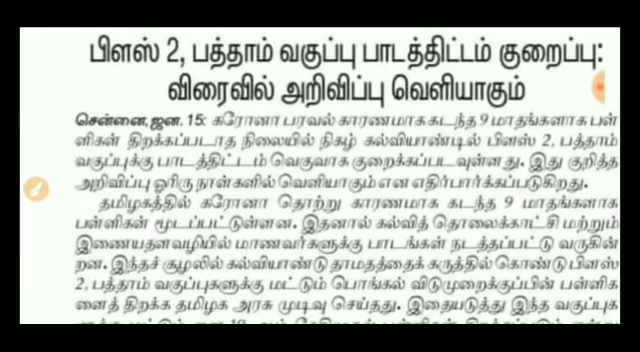 பிளஸ் 2, பத்தாம் வகுப்பு பாடத்திட்டம் குறைப்பு:
விரைவில் அறிவிப்பு வெளியாகும்
சென்னை,ஜன. 15: கரோனா பரவல் காரணமாக கடந்த 9 மாதங்களாக பள்
ளிகள் திறக்கப்படாத நிலையில் நிகழ் கல்வியாண்டில் பிளஸ் 2, பத்தாம்
வகுப்புக்கு பாடத்திட்டம் வெகுவாக குறைக்கப்படவுள்ளது. இது குறித்த
அறிவிப்பு ஓரிரு நாள்களில் வெளியாகும் என எதிர்பார்க்கப்படுகிறது.
தமிழகத்தில் கரோனா தொற்று காரணமாக கடந்த 9 மாதங்களாக
பள்ளிகள் மூடப்பட்டுள்ளன. இதனால் கல்வித் தொலைக்காட்சி மற்றும்
இணையதளவழியில் மாணவர்களுக்கு பாடங்கள் நடத்தப்பட்டு வருகின்
றன. இந்தச் சூழலில் கல்வியாண்டு தாமதத்தைக் கருத்தில் கொண்டு பிளஸ்
2, பத்தாம் வகுப்புகளுக்கு மட்டும் பொங்கல் விடுமுறைக்குப்பின் பள்ளிக
ளைத் திறக்க தமிழக அரசு முடிவு செய்தது. இதையடுத்து இந்த வகுப்புக